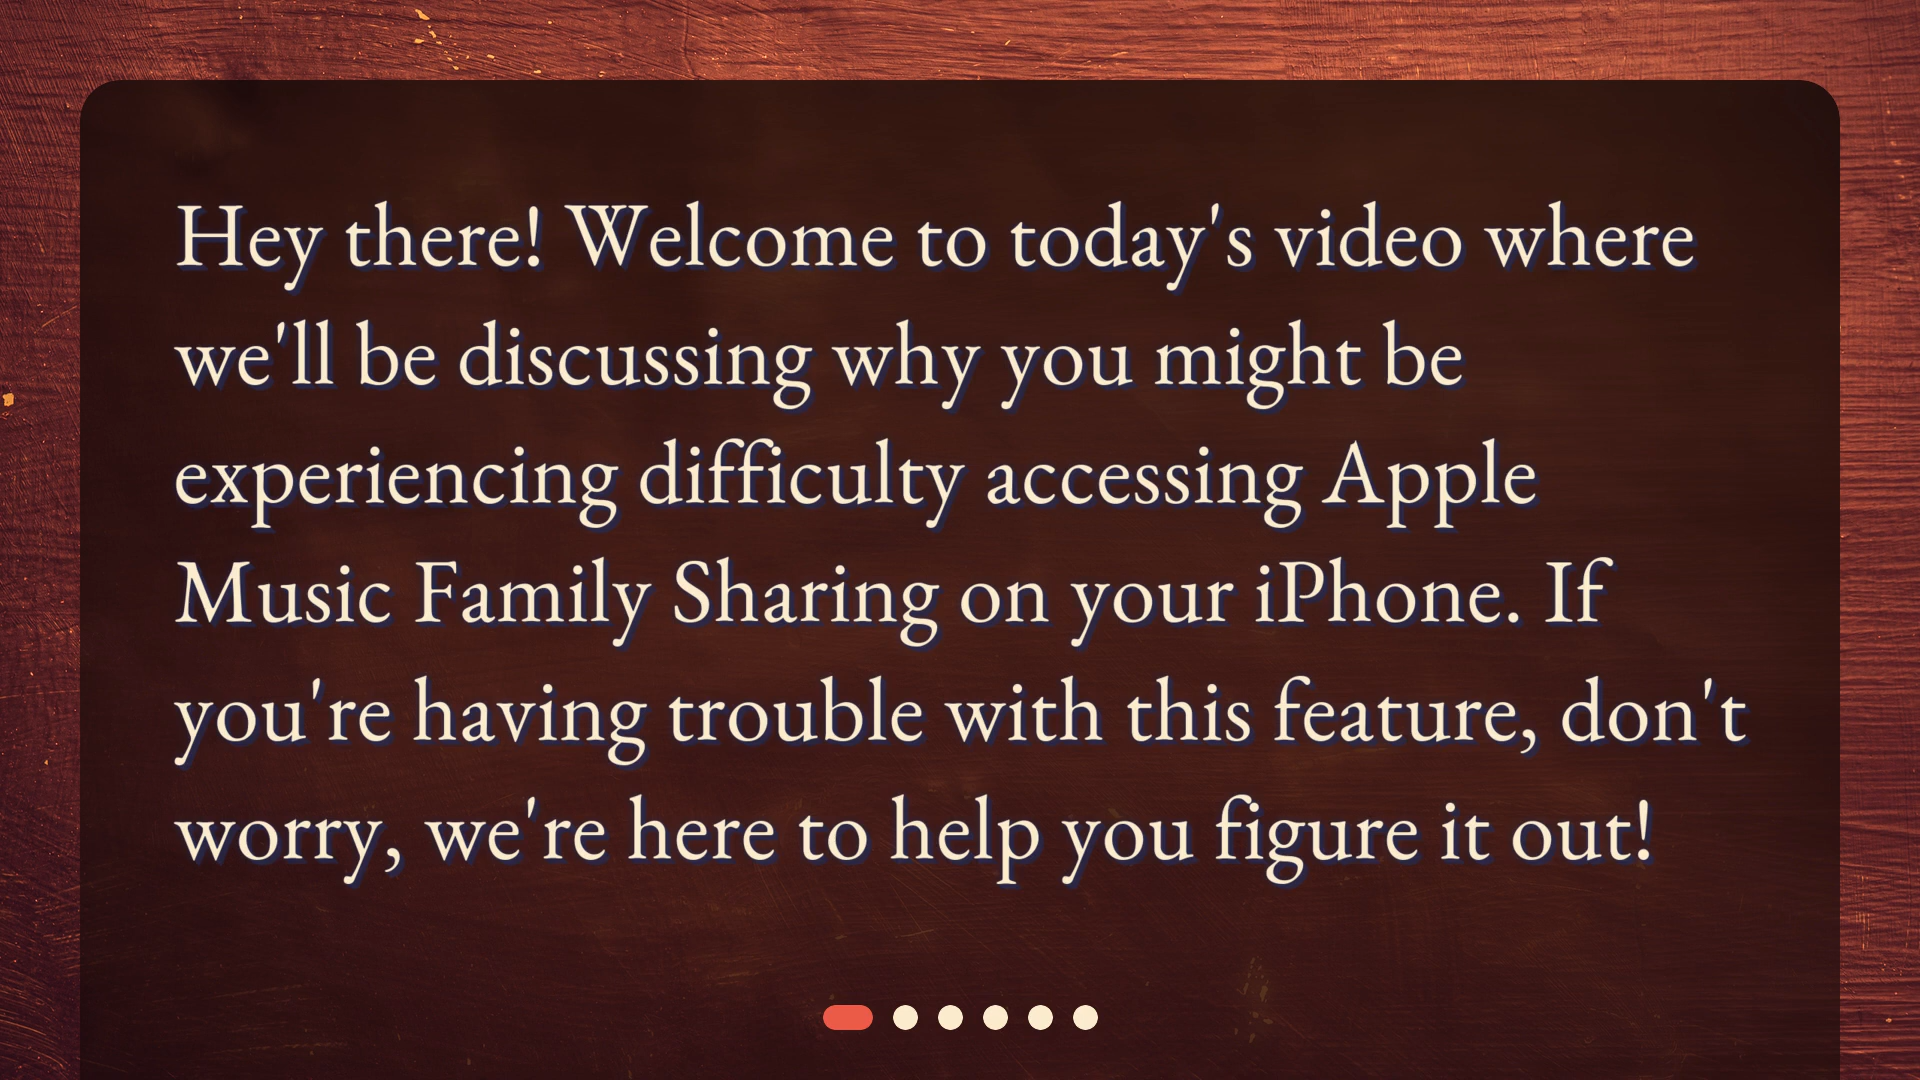 Hey there! Welcome to today's video where
we'll be discussing why you might be
experiencing difficulty accessing Apple
Music Family Sharing on your iPhone. If
you're having trouble with this feature, don't
worry, we're here to help you figure it out!